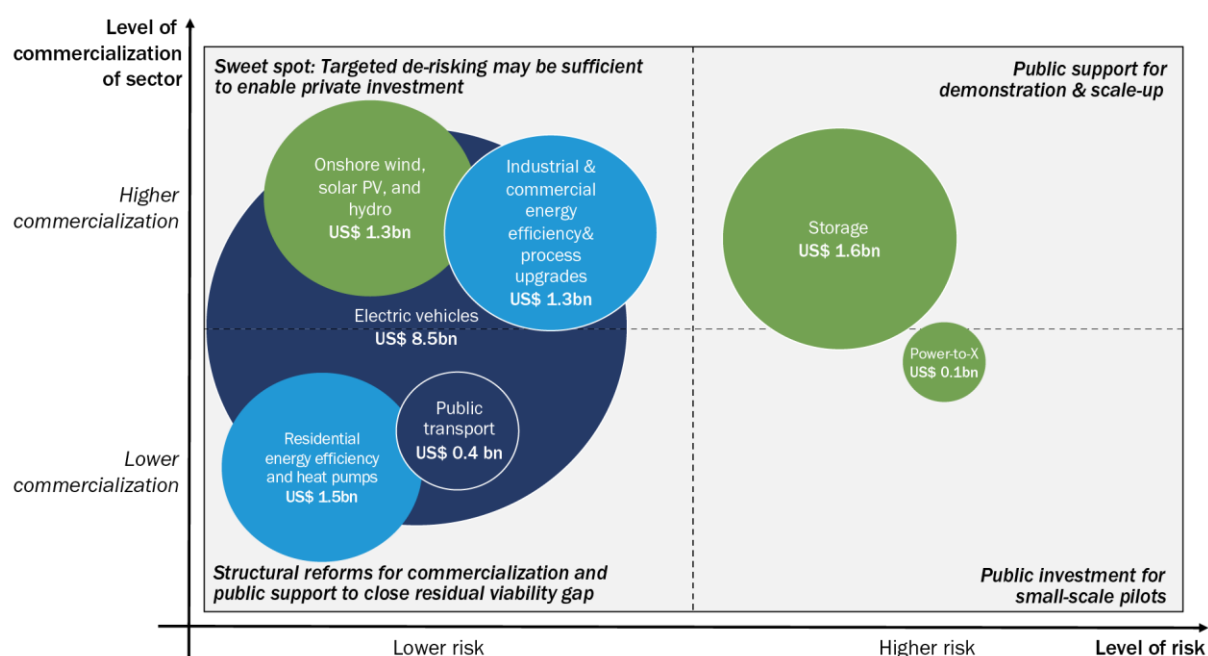 Level of
commercialization
of sector
Sweet spot: Targeted de-risking may be sufficient
to enable private investment
Public support for
demonstration & scale-up
Higher
commercialization
Onshore wind,
solar PV, and
hydro
US$ 1.3bn
Industrial &
commercial
energy
efficiency&
process
upgrades
US$ 1.3bn
Storage
US$ 1.6bn
Electric vehicles
US$ 8.5bn
Power-to-X
US$ 0.1bn
Lower
commercialization
Public
transport
US$ 0.4 bn
Residential
energy efficiency
and heat pumps
US$ 1.5bn
Structural reforms for commercialization and
public support to close residual viability gap
Public investment for
small-scale pilots
Lower risk
Higher risk
Level of risk